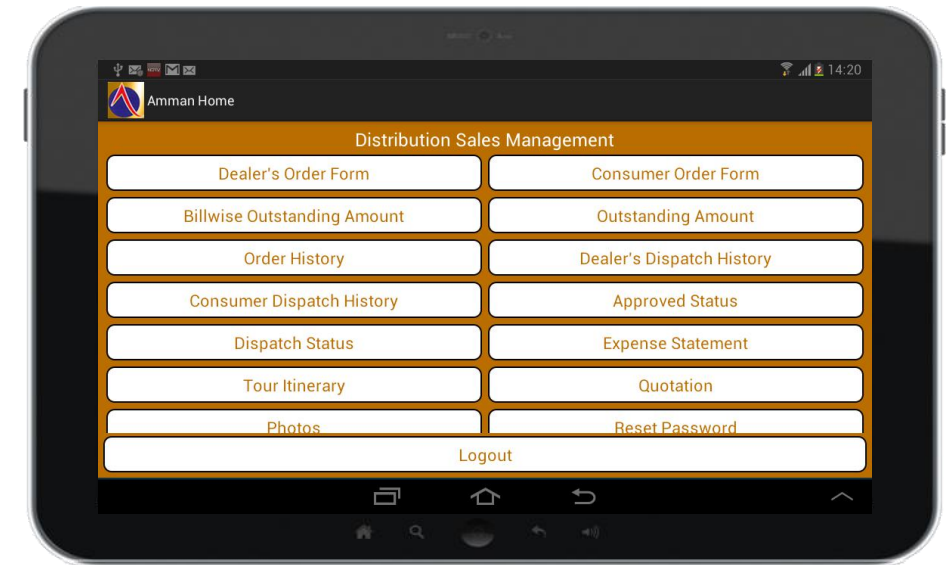 14:20
Amman Home
Distribution Sales Management
Dealer's Order Form Consumer Order Form
Billwise Outstanding Amount Outstanding Amount
Order History Dealer's Dispatch History
Consumer Dispatch History Approved Status
Dispatch Status Expense Statement
Tour Itinerary Quotation
Photos Reset Password
Logout